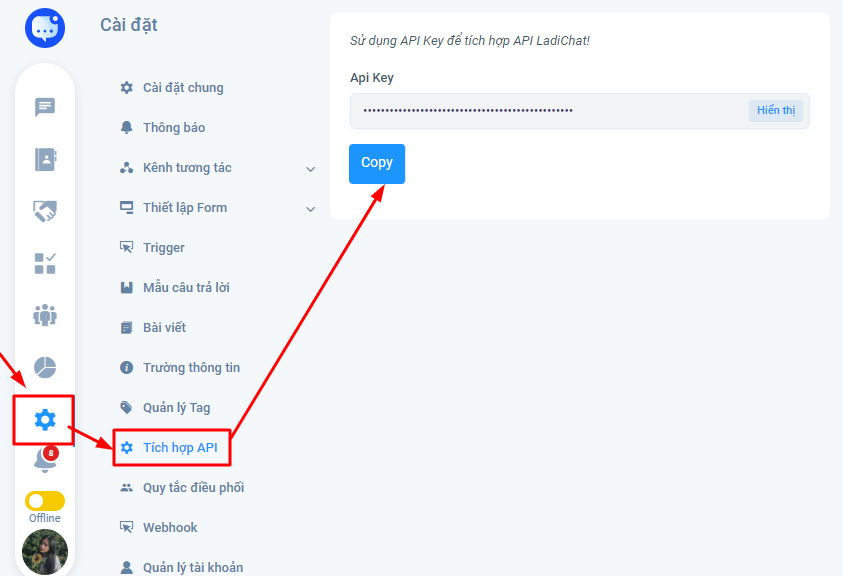 Cài đặt
Cài đặt chung
Thông báo
Kênh tương tác
Thiết lập Form
Trigger
Mẫu câu trả lời
Bài viết
Trường thông tin
Quản lý Tag
Tích hợp API
Quy tắc điều phối
Webhook
Quản lý tài khoản
8
Offline
Sử dụng API Key để tích hợp API LadiChat!
Api Key
Hiển thị
Copy